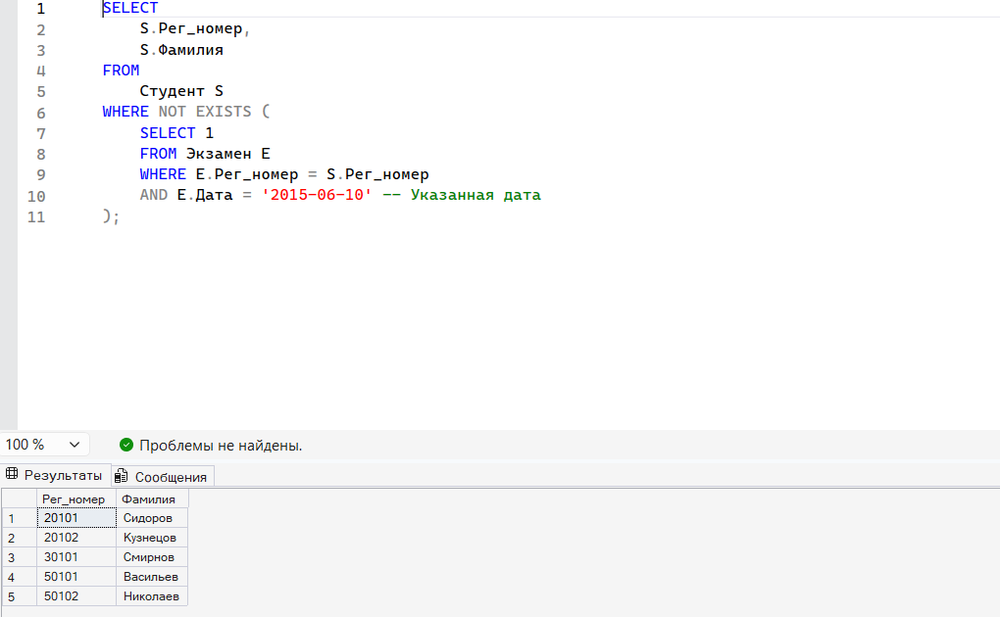 1 SELECT
2 S.Рег_номер,
3 S.Фамилия
4 FROM
5 Студент S
6 WHERE NOT EXISTS (
7 SELECT 1
8 FROM Экзамен E
9 WHERE E.Рег_номер = S.Рег_номер
10 AND E.Дата = '2015-06-10' -- Указанная дата
11 );
100 % Проблемы не найдены.
Результаты Сообщения
Рег_номер Фамилия
1 20101 Сидоров
2 20102 Кузнецов
3 30101 Смирнов
4 50101 Васильев
5 50102 Николаев